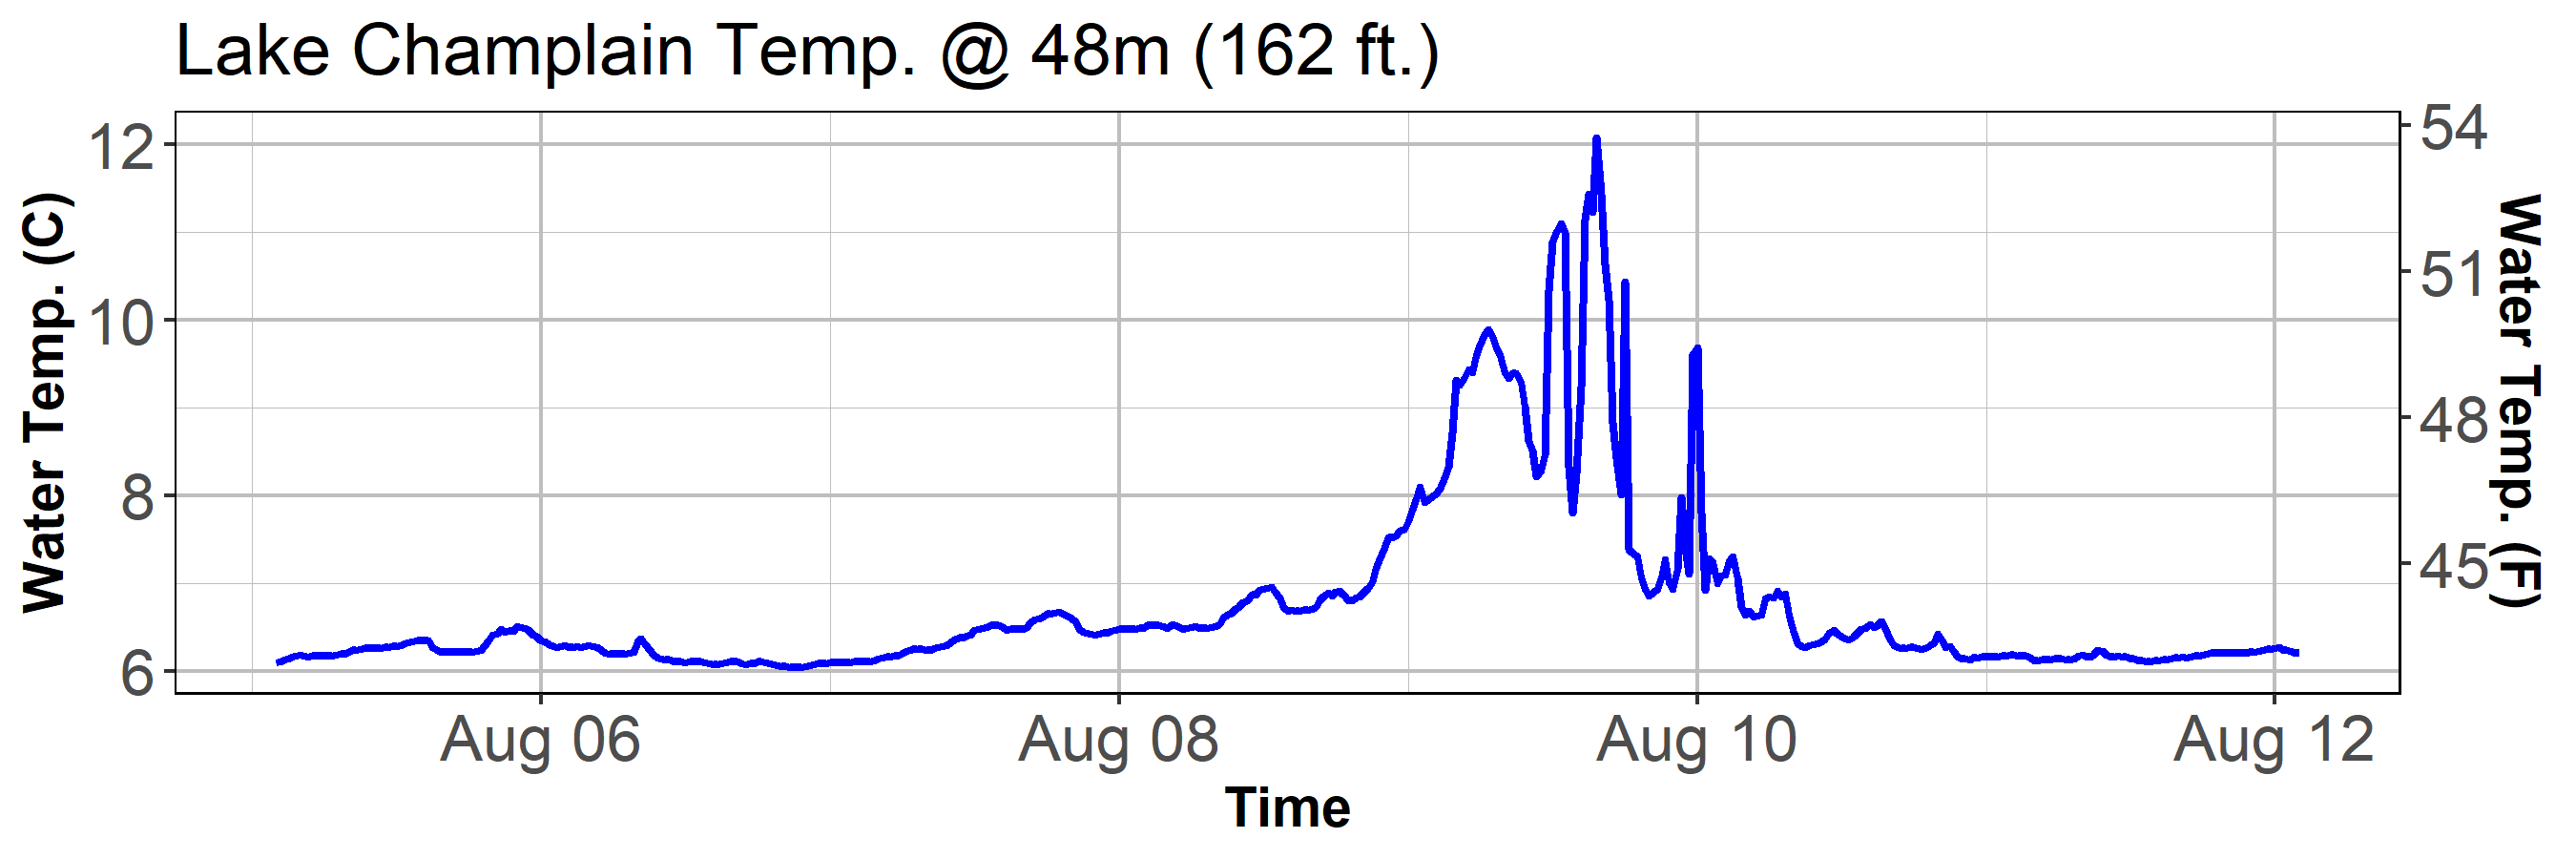 Lake Champlain Temp. @ 48m (162 ft.)
Water Temp. (C)
12
10
8
6
54
51
48
45
Water Temp. (F)
Aug 06
Aug 08
Aug 10
Aug 12
Time